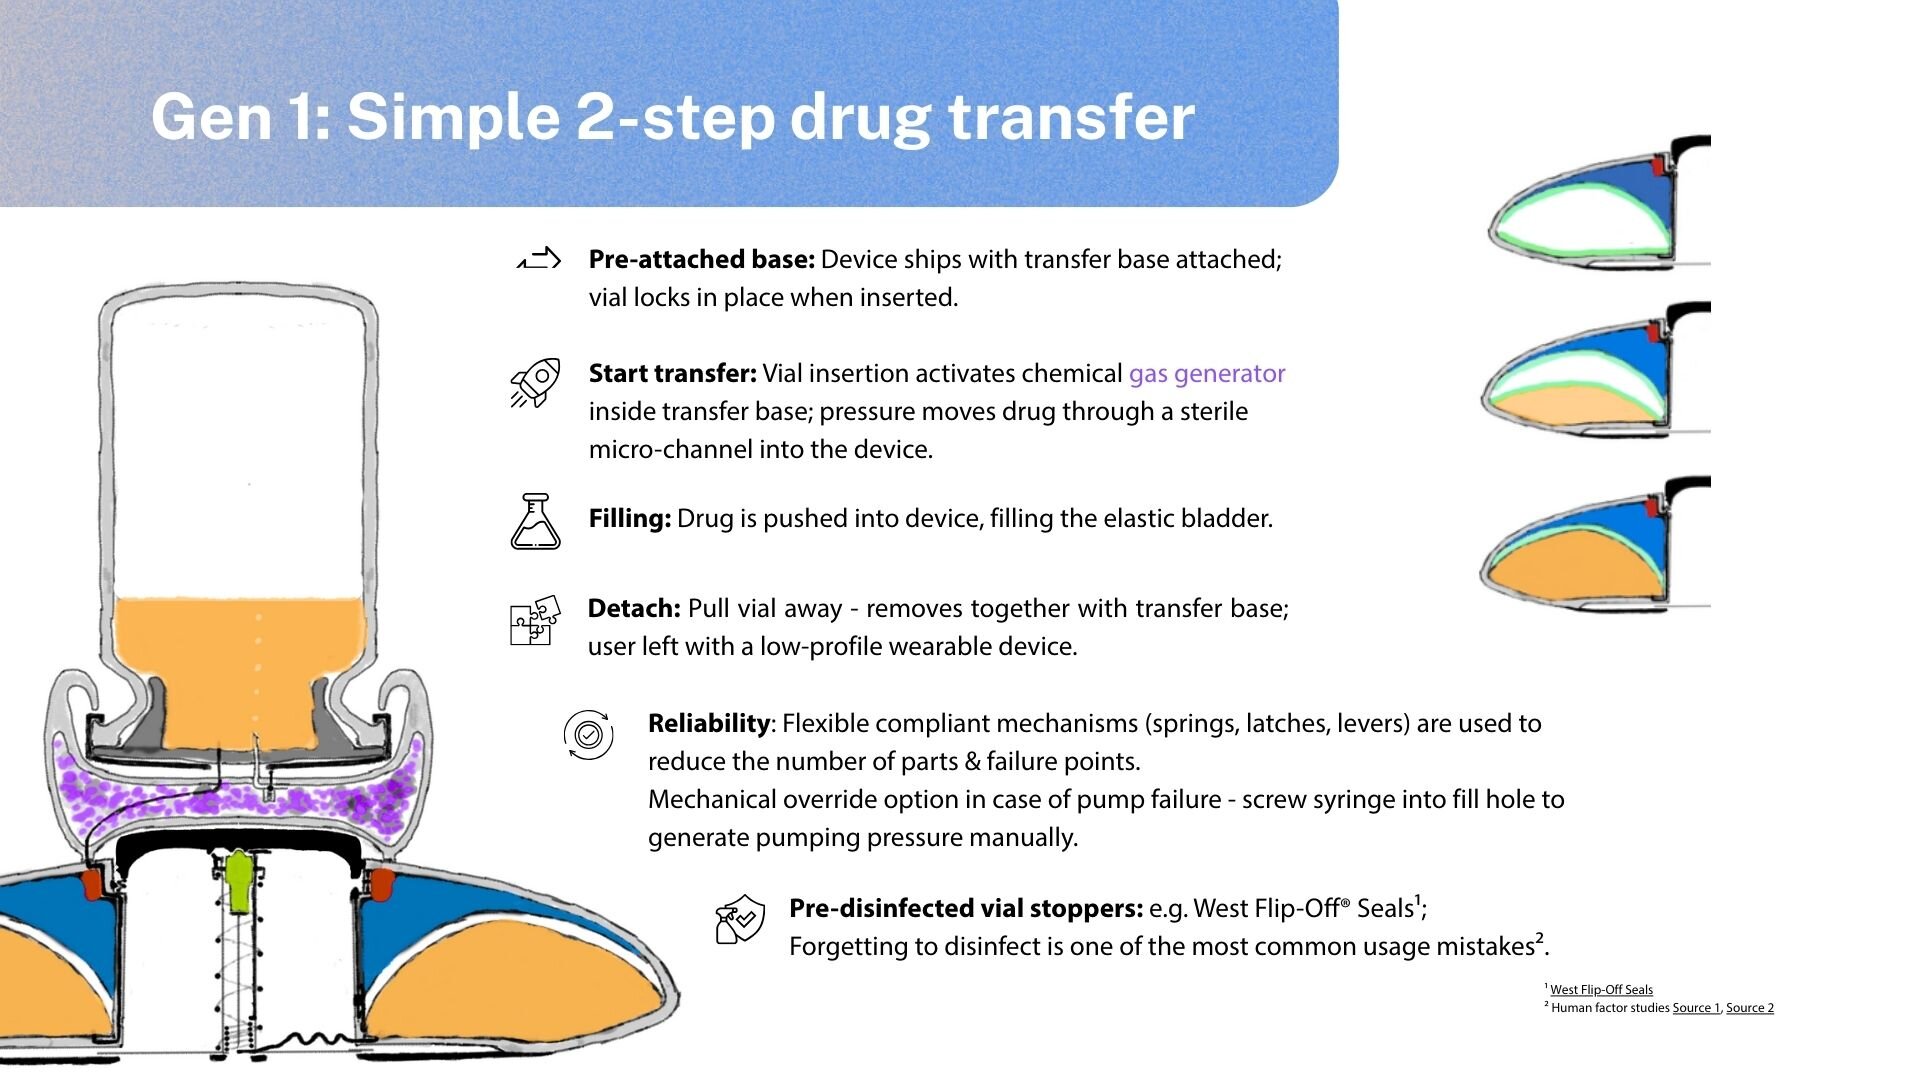 Gen 1: Simple 2-step drug transfer
Pre-attached base: Device ships with transfer base attached;
vial locks in place when inserted.
Start transfer: Vial insertion activates chemical gas generator
inside transfer base; pressure moves drug through a sterile
micro-channel into the device.
Filling: Drug is pushed into device, filling the elastic bladder.
Detach: Pull vial away - removes together with transfer base;
user left with a low-profile wearable device.
Reliability: Flexible compliant mechanisms (springs, latches, levers) are used to
reduce the number of parts & failure points.
Mechanical override option in case of pump failure - screw syringe into fill hole to
generate pumping pressure manually.
Pre-disinfected vial stoppers: e.g. West Flip-Off® Seals¹;
Forgetting to disinfect is one of the most common usage mistakes².
¹ West Flip-Off Seals
² Human factor studies Source 1, Source 2